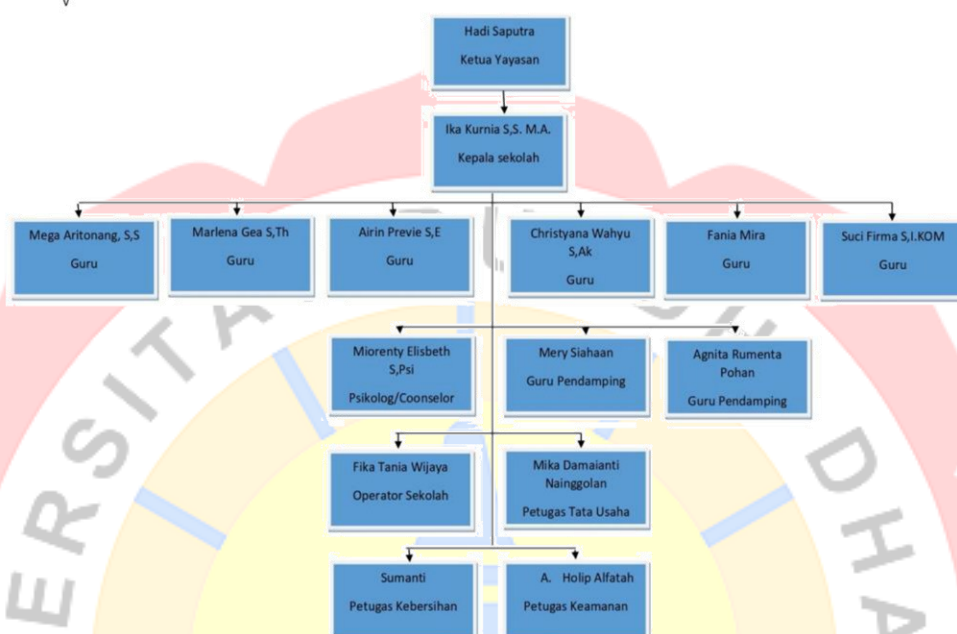 Hadi Saputra
Ketua Yayasan
Ika Kurnia S,S. M.A.
Kepala sekolah
Mega Aritonang, S,S
Guru
Marlena Gea S,Th
Guru
Airin Previe S,E
Guru
Christyana Wahyu
S,Ak
Guru
Fania Mira
Guru
Suci Firma S,I.KOM
Guru
Miorenty Elisbeth
S,Psi
Psikolog/Coonselor
Mery Siahaan
Guru Pendamping
Agnita Rumenta
Pohan
Guru Pendamping
Fika Tania Wijaya
Operator Sekolah
Mika Damaianti
Nainggolan
Petugas Tata Usaha
Sumanti
Petugas Kebersihan
A. Holip Alfatah
Petugas Keamanan